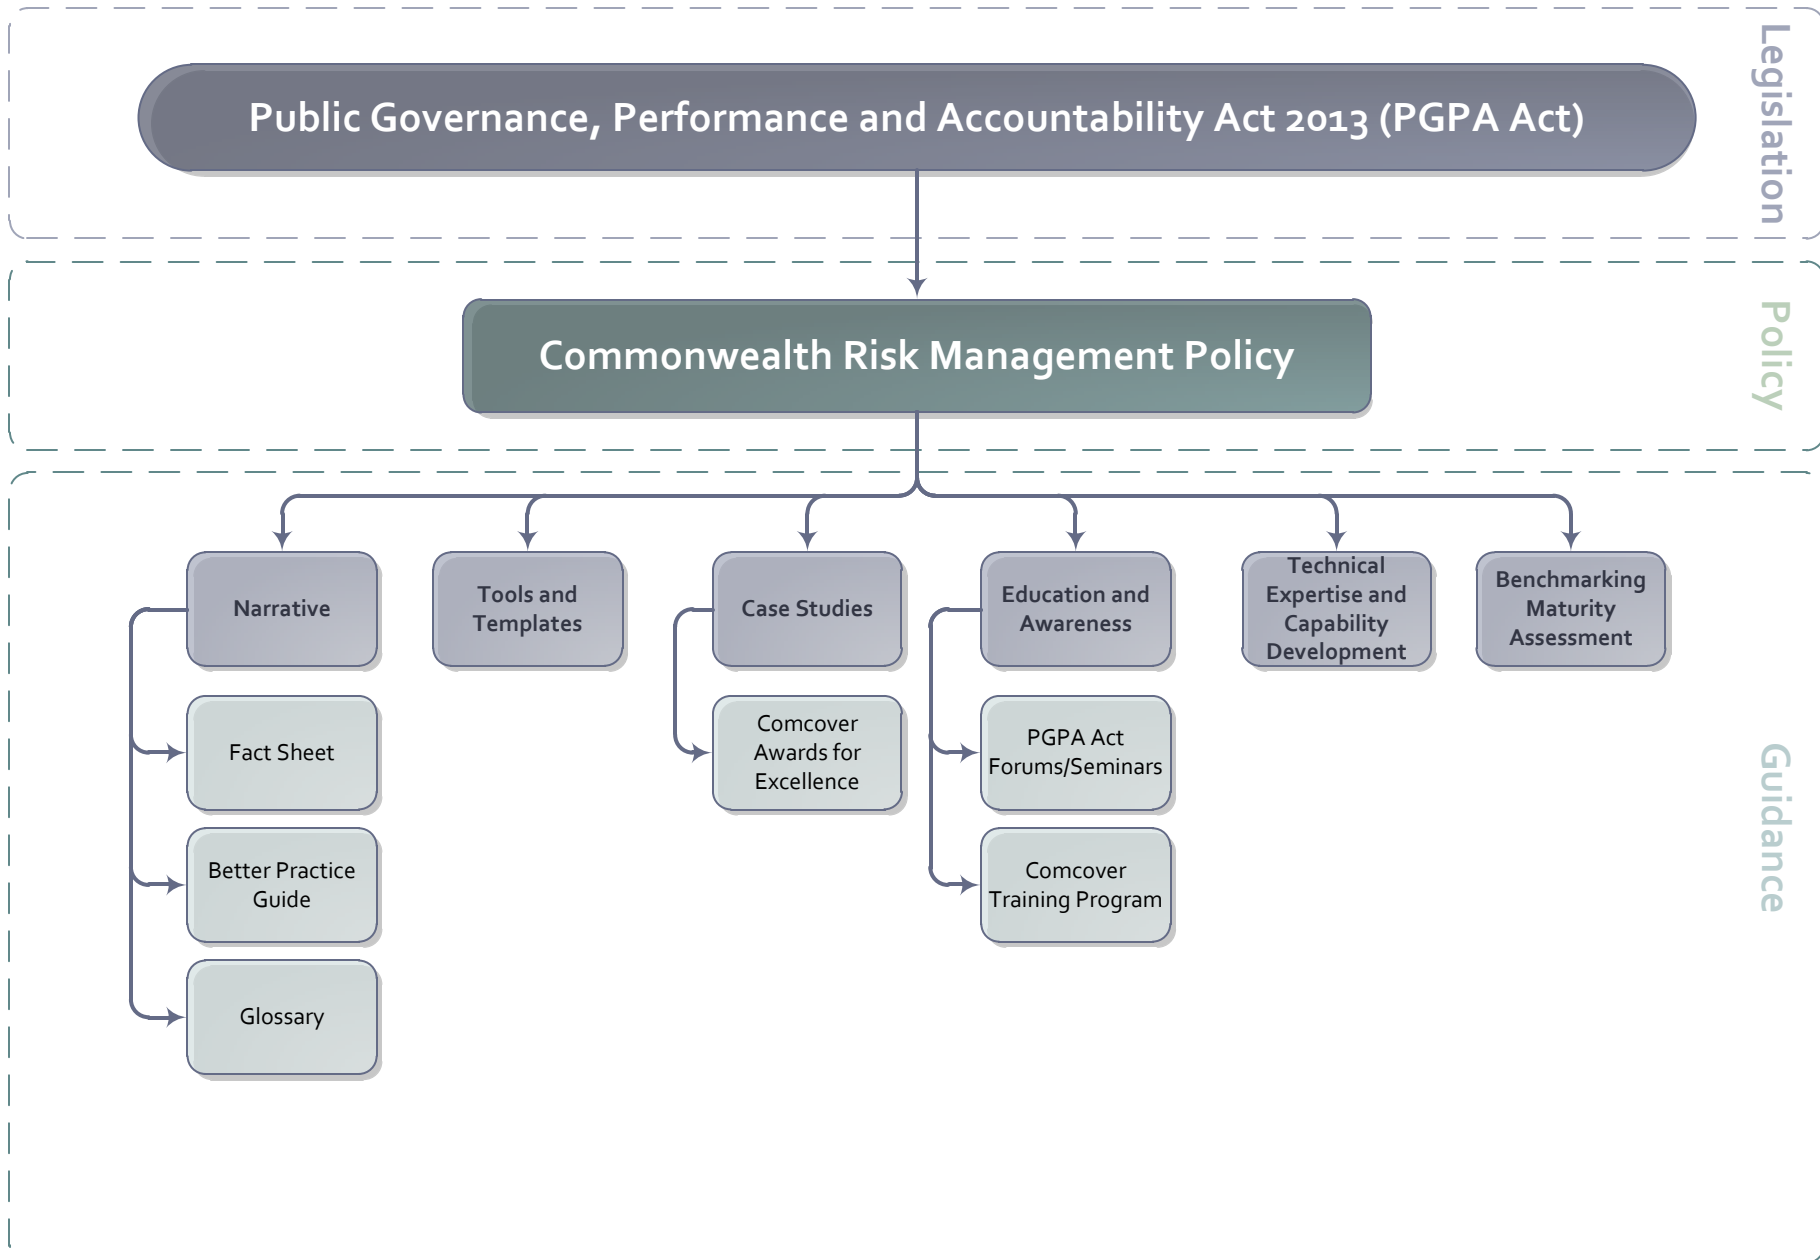 Legislation
Public Governance, Performance and Accountability Act 2013 (PGPA Act)
Policy
Commonwealth Risk Management Policy
Guidance
Narrative
Tools and
Templates
Case Studies
Education and
Awareness
Technical
Expertise and
Capability
Development
Benchmarking
Maturity
Assessment
Fact Sheet
Better Practice
Guide
Glossary
Comcover
Awards for
Excellence
PGPA Act
Forums/Seminars
Comcover
Training Program